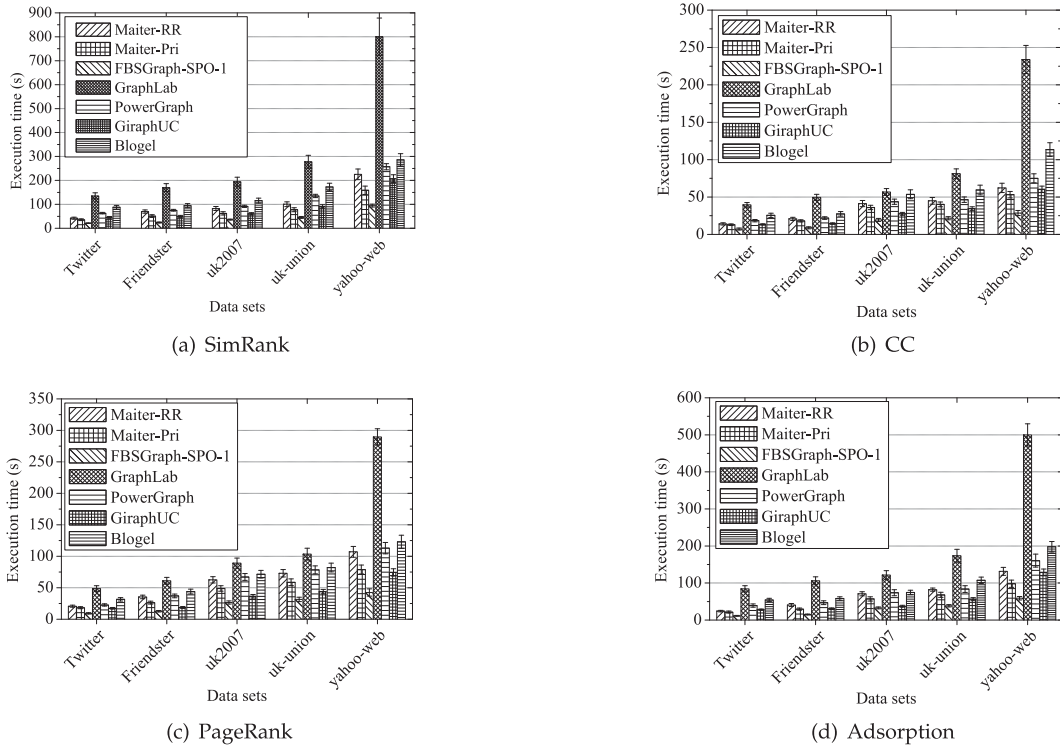 900
800
700
600
500
400
300
200
100
0
Execution time (s)
Maiter-RR
Maiter-Pri
FBSGraph-SPO-1
GraphLab
PowerGraph
GiraphUC
Blogel
Twitter
Friendster
uk2007
uk-union
yahoo-web
Data sets
(a) SimRank
300
250
200
150
100
50
0
Execution time (s)
Maiter-RR
Maiter-Pri
FBSGraph-SPO-1
GraphLab
PowerGraph
GiraphUC
Blogel
Twitter
Friendster
uk2007
uk-union
yahoo-web
Data sets
(b) CC
350
300
250
200
150
100
50
0
Execution time (s)
Maiter-RR
Maiter-Pri
FBSGraph-SPO-1
GraphLab
PowerGraph
GiraphUC
Blogel
Twitter
Friendster
uk2007
uk-union
yahoo-web
Data sets
(c) PageRank
600
500
400
300
200
100
0
Execution time (s)
Maiter-RR
Maiter-Pri
FBSGraph-SPO-1
GraphLab
PowerGraph
GiraphUC
Blogel
Twitter
Friendster
uk2007
uk-union
yahoo-web
Data sets
(d) Adsorption